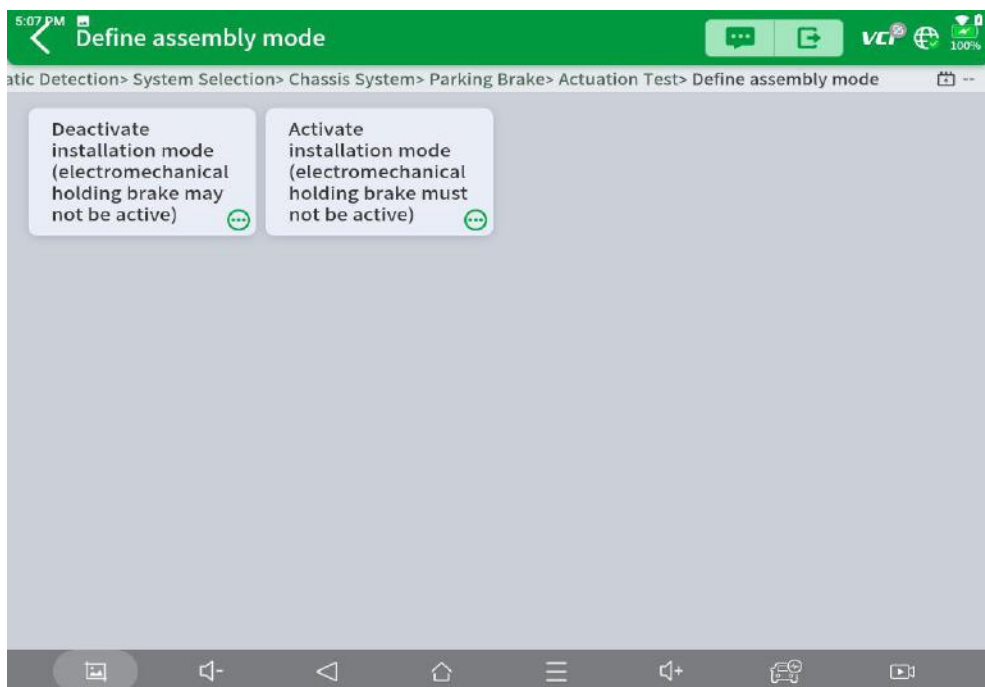 5:07 PM
Define assembly mode
VCI
100%
atic Detection> System Selection> Chassis System> Parking Brake> Actuation Test> Define assembly mode
--
Deactivate
installation mode
(electromechanical
holding brake may
not be active)
Activate
installation mode
(electromechanical
holding brake must
not be active)